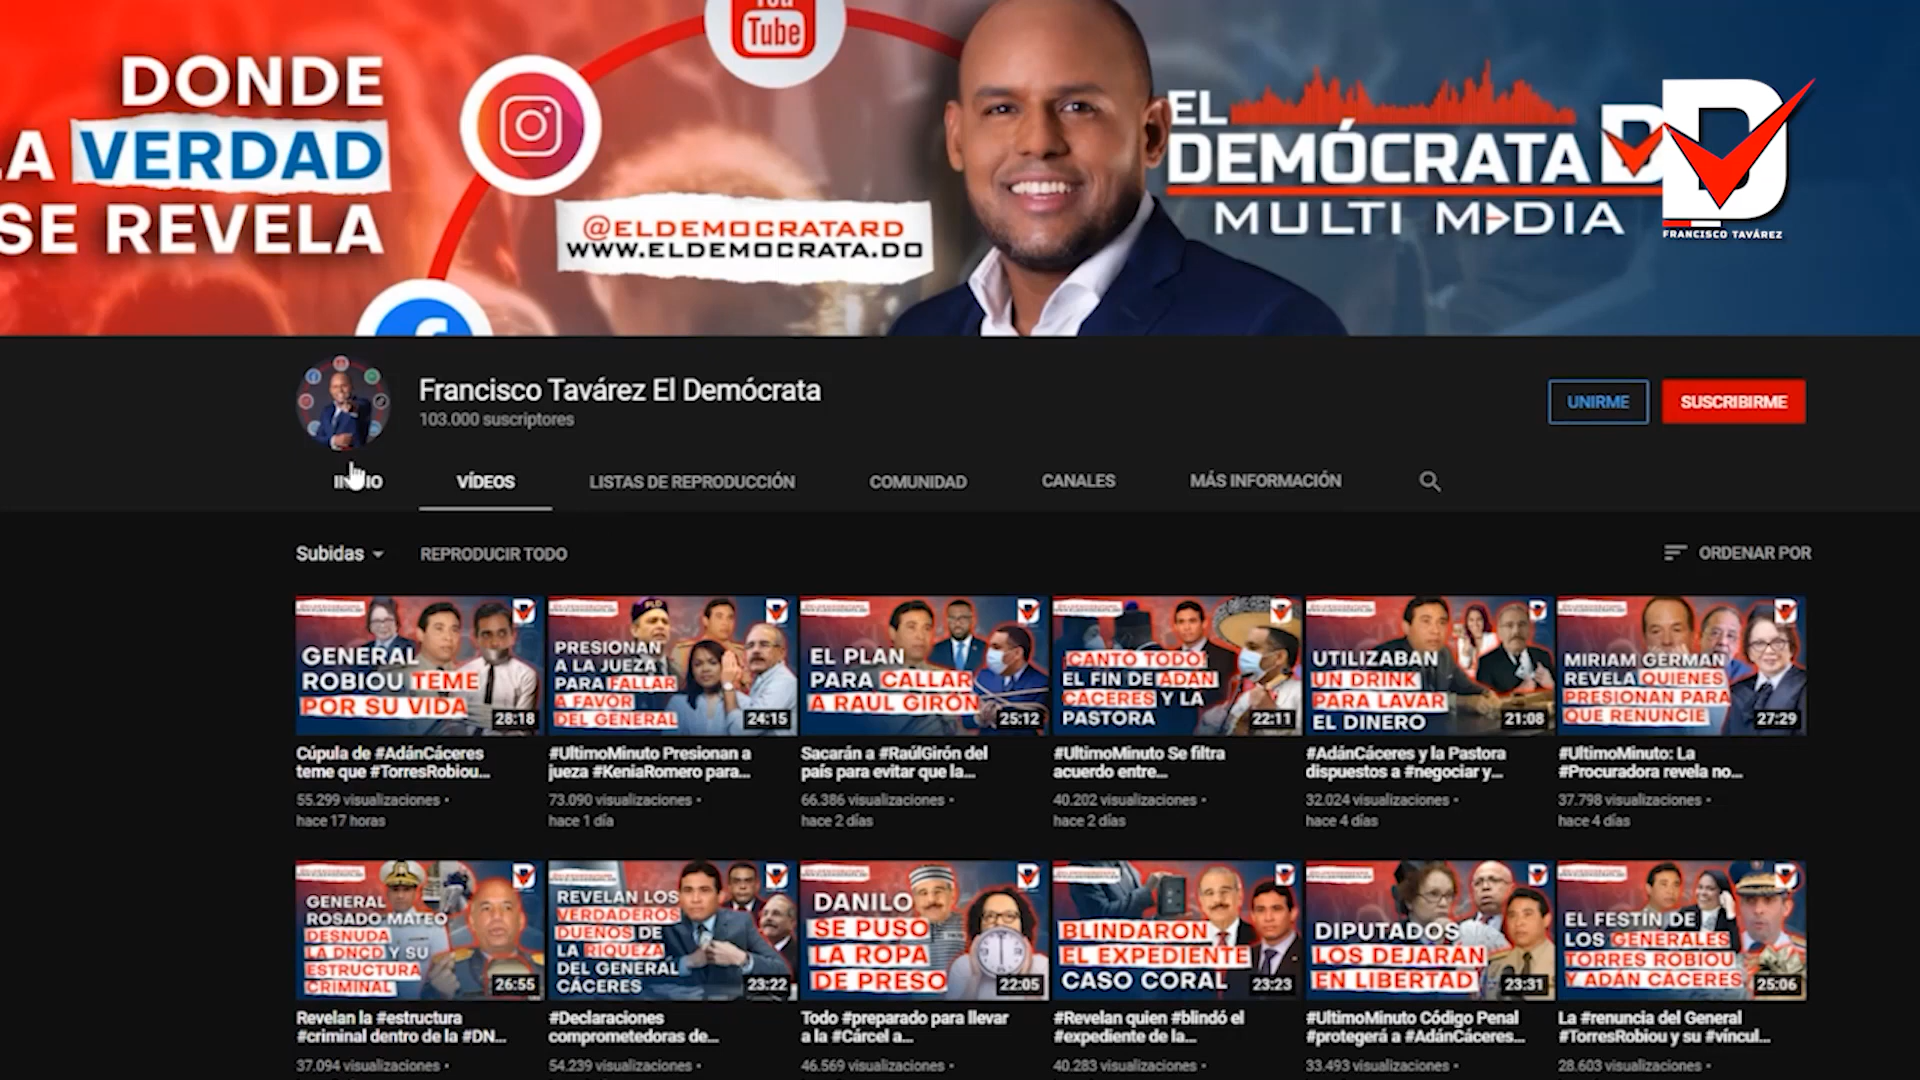 DONDE
LA VERDAD
SE REVELA
You
Tube
@ELDEMOCRATARD
WWW.ELDEMOCRATA.DO
EL
DEMÓCRATA
MULTI MEDIA
FRANCISCO TAVÁREZ
Francisco Tavárez El Demócrata
103.000 suscriptores
UNIRME
SUSCRIBIRME
VÍDEOS
LISTAS DE REPRODUCCIÓN
COMUNIDAD
CANALES
MÁS INFORMACIÓN
Subidas
REPRODUCIR TODO
ORDENAR POR
GENERAL
ROBIOU TEME
POR SU VIDA
28:18
PLD
PRESIONAN
A LA JUEZA
PARA FALLAR
A FAVOR
DEL GENERAL
24:15
EL PLAN
PARA CALLAR
A RAUL GIRÓN
25:12
CANTO TODO
EL FIN DE ADAN
CACERES Y LA
PASTORA
22:11
UTILIZABAN
UN DRINK
PARA LAVAR
EL DINERO
21:08
MIRIAM GERMAN
REVELA QUIENES
PRESIONAN PARA
QUE RENUNCIE
27:29
Cúpula de #AdánCáceres
teme que #TorresRobiou...
55.299 visualizaciones •
hace 17 horas
#UltimoMinuto Presionan a
jueza #KeniaRomero para...
73.090 visualizaciones •
hace 1 día
Sacarán a #RaúlGirón del
país para evitar que la...
66.386 visualizaciones •
hace 2 días
#UltimoMinuto Se filtra
acuerdo entre...
40.202 visualizaciones •
hace 2 días
#AdánCáceres y la Pastora
dispuestos a #negociar y...
32.024 visualizaciones •
hace 4 días
#UltimoMinuto: La
#Procuradora revela no...
37.798 visualizaciones •
hace 4 días
GENERAL
ROSADO MATEO
DESNUDA
LA DNCD Y SU
ESTRUCTURA
CRIMINAL
26:55
REVELAN LOS
VERDADEROS
DUEÑOS DE
LA RIQUEZA
DEL GENERAL
CÁCERES
23:22
DANILO
SE PUSO
LA ROPA
DE PRESO
22:05
BLINDARON
EL EXPEDIENTE
CASO CORAL
23:23
DIPUTADOS
LOS DEJARAN
EN LIBERTAD
23:31
EL FESTÍN DE
LOS GENERALES
TORRES ROBIOU
Y ADÁN CACERES
25:06
Revelan la #estructura
#criminal dentro de la #DN...
37.094 visualizaciones •
#Declaraciones
comprometedoras de...
54.239 visualizaciones •
Todo #preparado para llevar
a la #Cárcel a...
46.569 visualizaciones •
#Revelan quien #blindó el
#expediente de la...
40.283 visualizaciones •
#UltimoMinuto Código Penal
#protegerá a #AdánCáceres...
33.493 visualizaciones •
La #renuncia del General
#TorresRobiou y su #víncul...
28.603 visualizaciones •